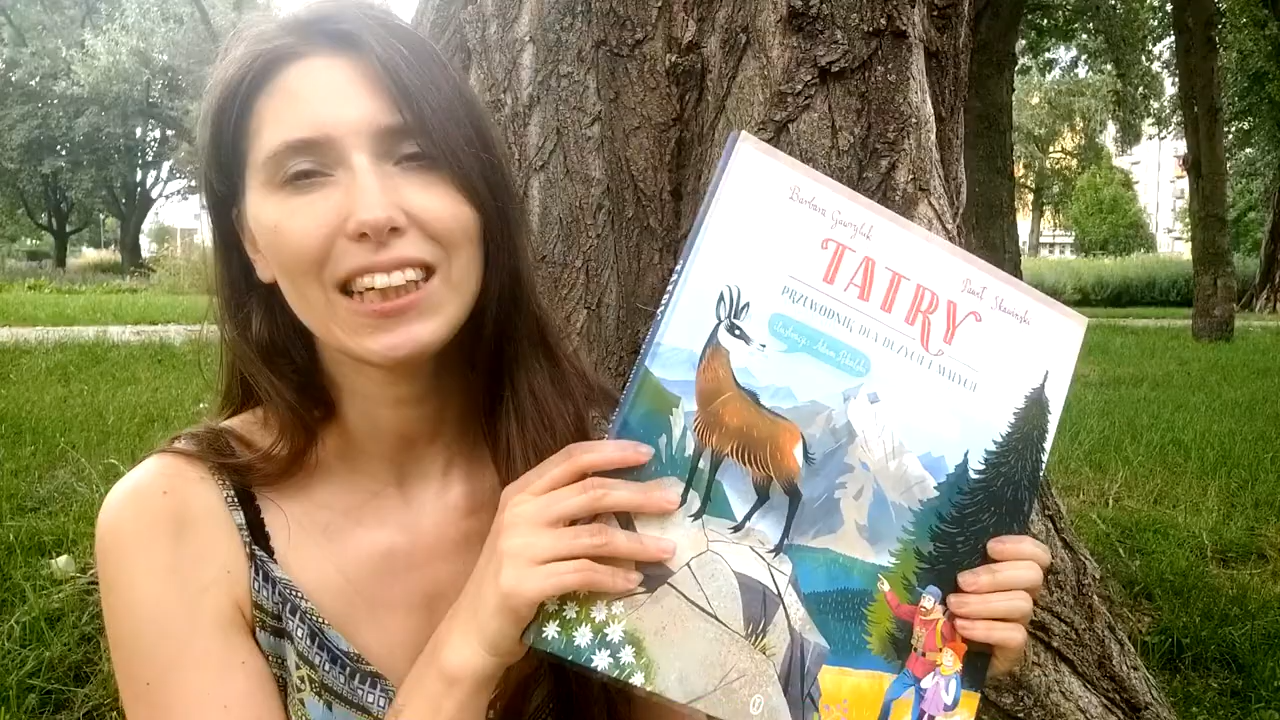 Barbara Gawryluk
Paweł Skawiński
TATRY
PRZEWODNIK DLA DUŻYCH I MAŁYCH
Ilustracje Adam Pękalski